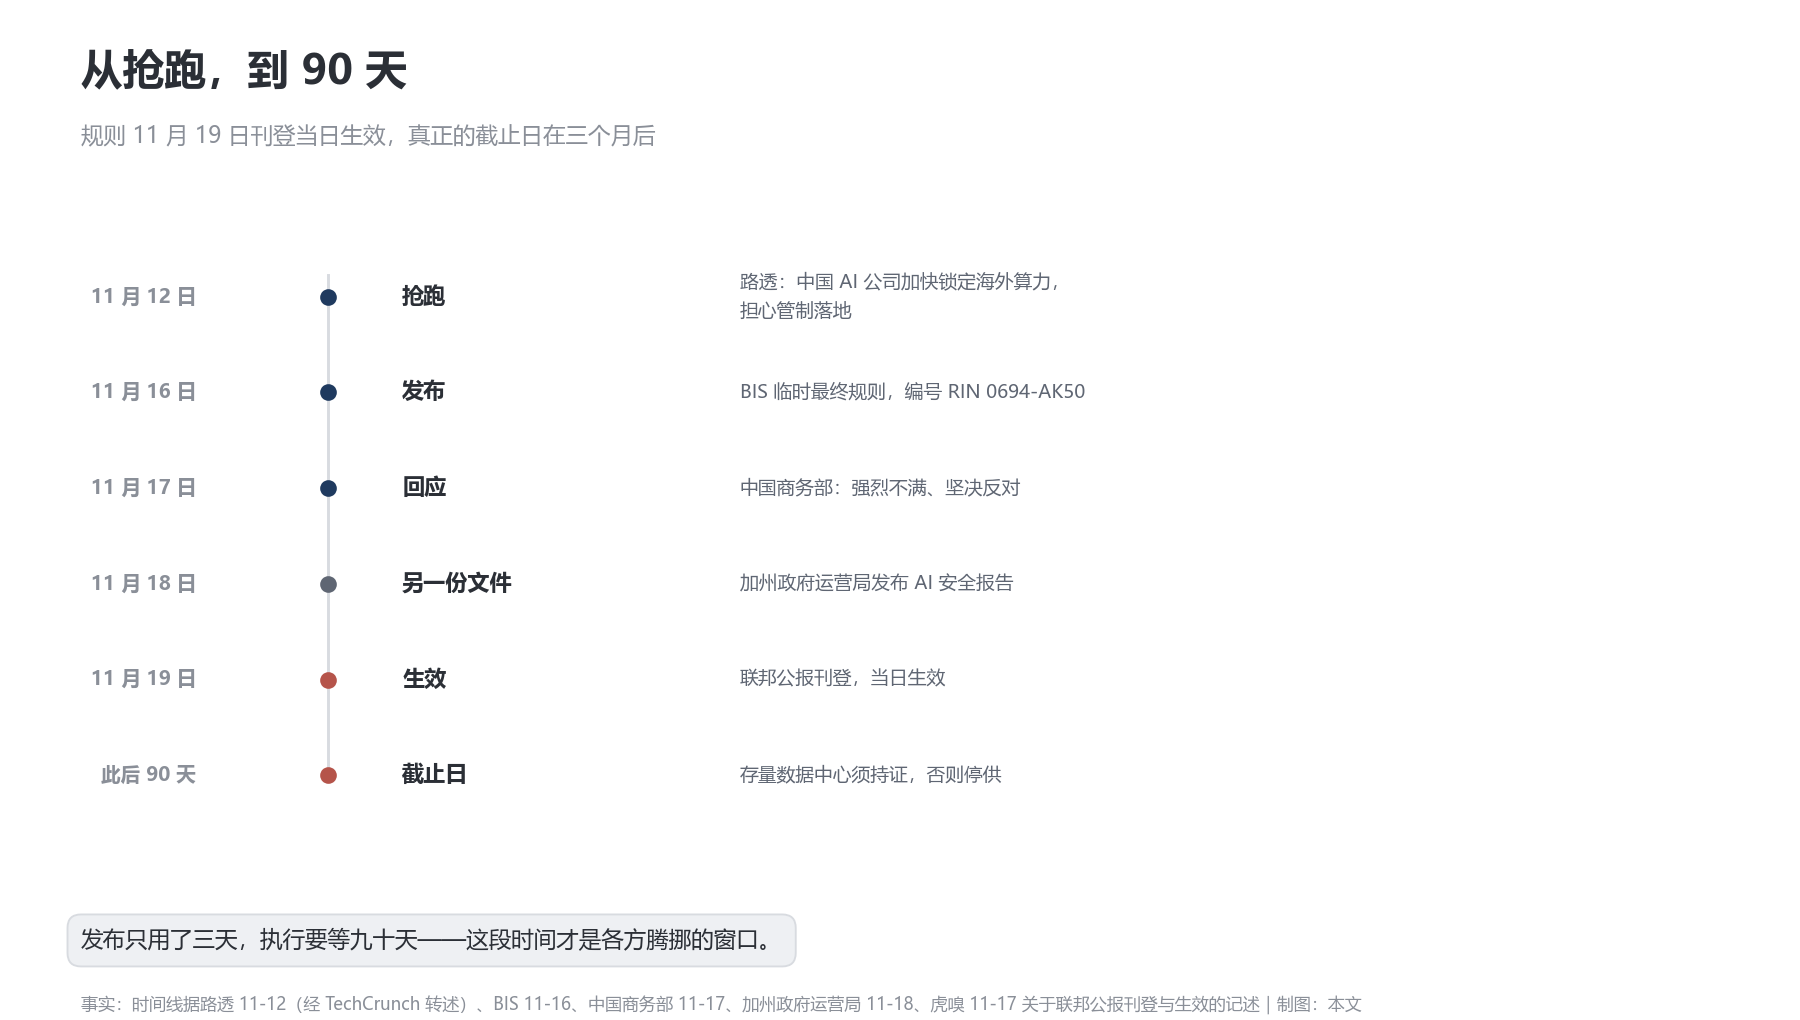 从抢跑，到 90 天
规则 11 月 19 日刊登当日生效，真正的截止日在三个月后
11 月 12 日
抢跑
路透：中国 AI 公司加快锁定海外算力，
担心管制落地
11 月 16 日
发布
BIS 临时最终规则，编号 RIN 0694-AK50
11 月 17 日
回应
中国商务部：强烈不满、坚决反对
11 月 18 日
另一份文件
加州政府运营局发布 AI 安全报告
11 月 19 日
生效
联邦公报刊登，当日生效
此后 90 天
截止日
存量数据中心须持证，否则停供
发布只用了三天，执行要等九十天——这段时间才是各方腾挪的窗口。
事实：时间线据路透 11-12（经 TechCrunch 转述）、BIS 11-16、中国商务部 11-17、加州政府运营局 11-18、虎嗅 11-17 关于联邦公报刊登与生效的记述 | 制图：本文